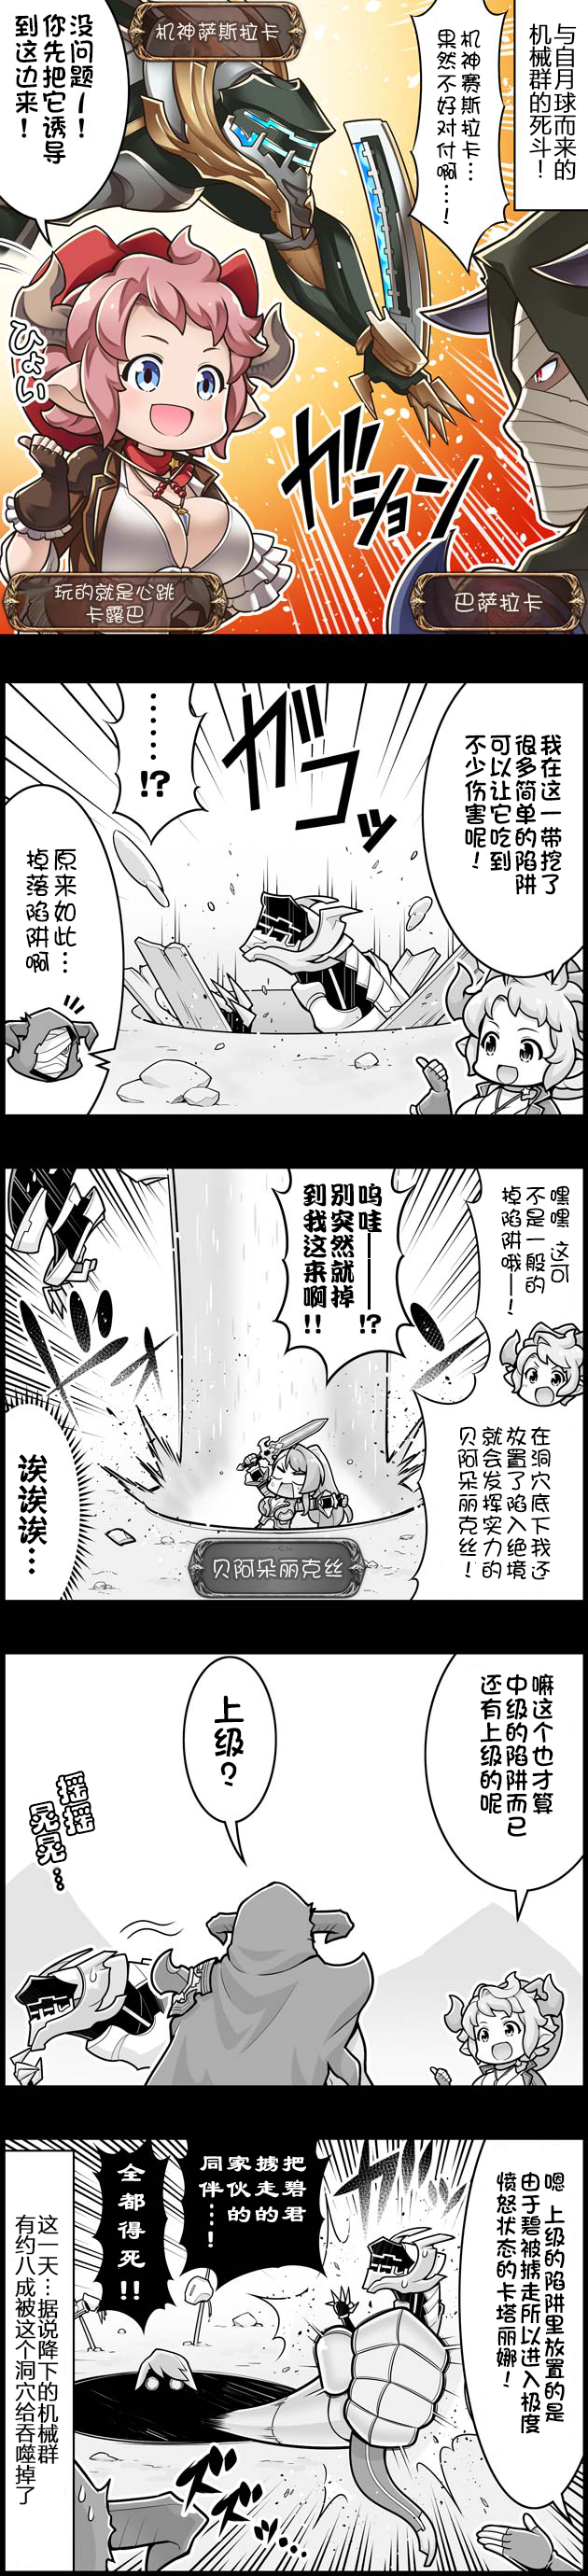 与自月球而来的
机械群的死斗！
机神赛斯拉卡…
果然不好对付啊…！
机神萨斯拉卡
没问题ー！
你先把它诱导
到这边来！
ひょい
ガション
玩的就是心跳
卡露巴
巴萨拉卡
我在这一带挖了
很多简单的陷阱
可以让它吃到
不少伤害呢！
ガコッ
………
!?
原来如此…
掉落陷阱啊
嘿嘿 这可
不是一般的
掉陷阱哦ー！
在洞穴底下我还
放置了陷入绝境
就会发挥实力的
贝阿朵丽克丝！
呜哇——!?
别突然就掉
到我这来啊!!
ドドドド
贝阿朵丽克丝
诶诶诶…
嘛这个也才算
中级的陷阱而已
还有上级的呢
上级？
摇摇
晃晃…
嗯 上级的陷阱里放置的是
由于碧被掳走所以进入极度
愤怒状态的卡塔丽娜！
把碧君
掳走的
家伙的
同伴…！
全都得死!!
ズズズ…
这一天…据说降下的机械群
有约八成被这个洞穴给吞噬掉了